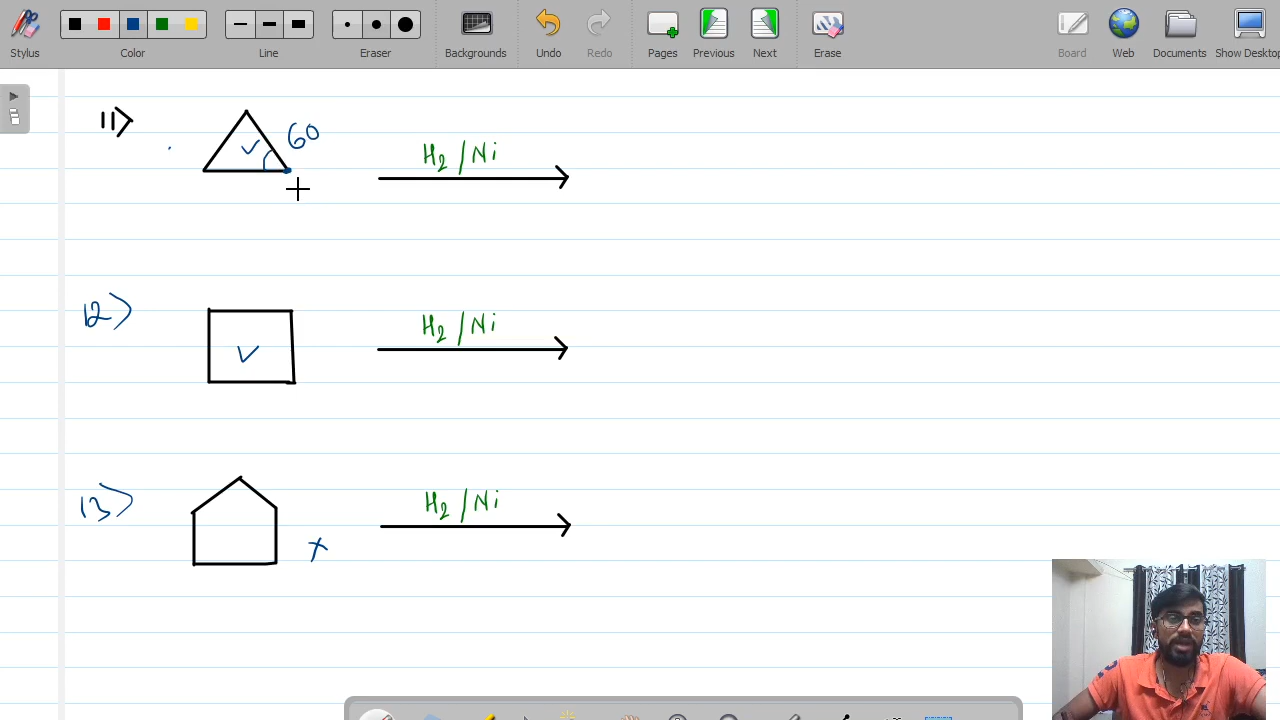 Stylus
Color
Line
Eraser
Backgrounds
Undo
Redo
Pages
Previous
Next
Erase
Board
Web
Documents
Show Desktop
11>
60
H2/Ni
12>
H2/Ni
13>
H2/Ni
x